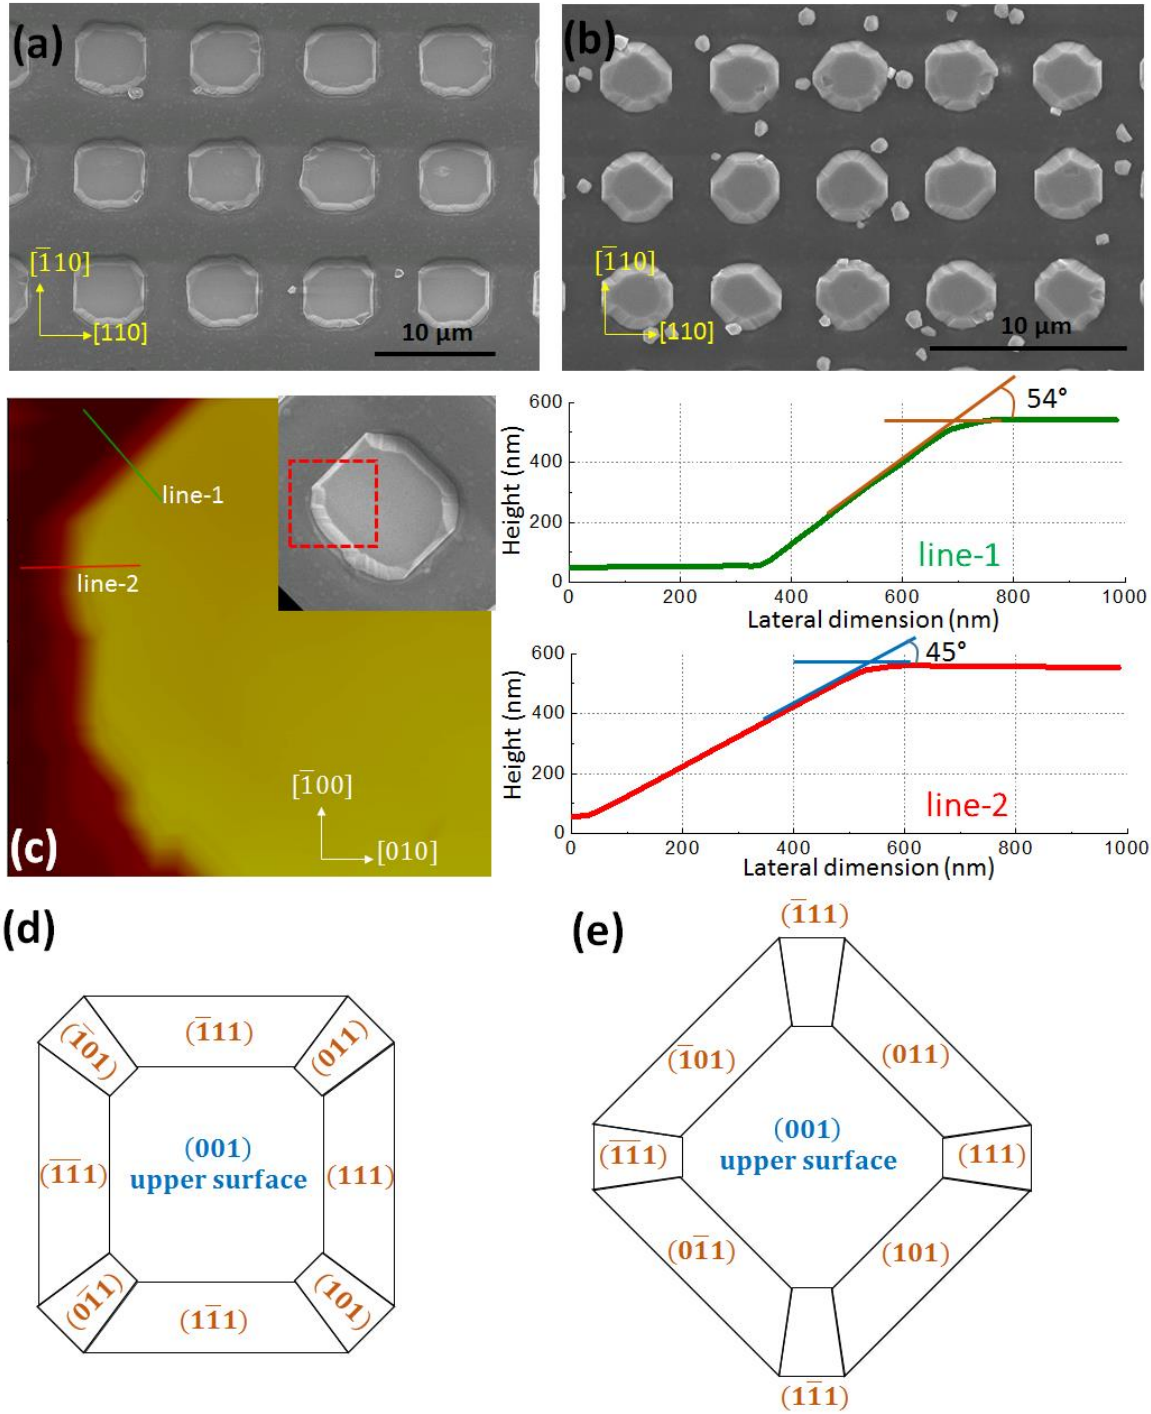 (a)
[1̅10]
[110]
10 µm
(b)
[1̅10]
[110]
10 µm
line-1
line-2
[1̅00]
[010]
(c)
Height (nm)
600
400
200
0
0 200 400 600 800 1000
Lateral dimension (nm)
54°
line-1
Height (nm)
600
400
200
0
0 200 400 600 800 1000
Lateral dimension (nm)
45°
line-2
(d)
(1̅11)
(1̅01)
(011)
(1̅1̅1)
(001)
upper surface
(111)
(01̅1)
(101)
(11̅1)
(e)
(1̅11)
(1̅01)
(011)
(1̅1̅1)
(001)
upper surface
(111)
(01̅1)
(101)
(11̅1)